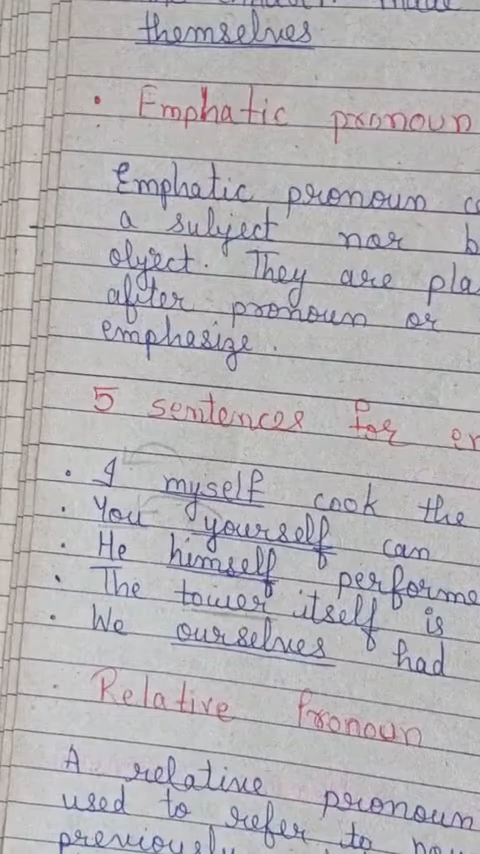 themselves.
• Emphatic pronoun
Emphatic pronoun
a subject nor
object. They are
after pronoun or
emphasize.
5 sentences for
• I myself cook the
• You yourself can
• He himself
• The tower itself is
• We ourselves had
• Relative Pronoun
A relative pronoun
used to refer to
previously